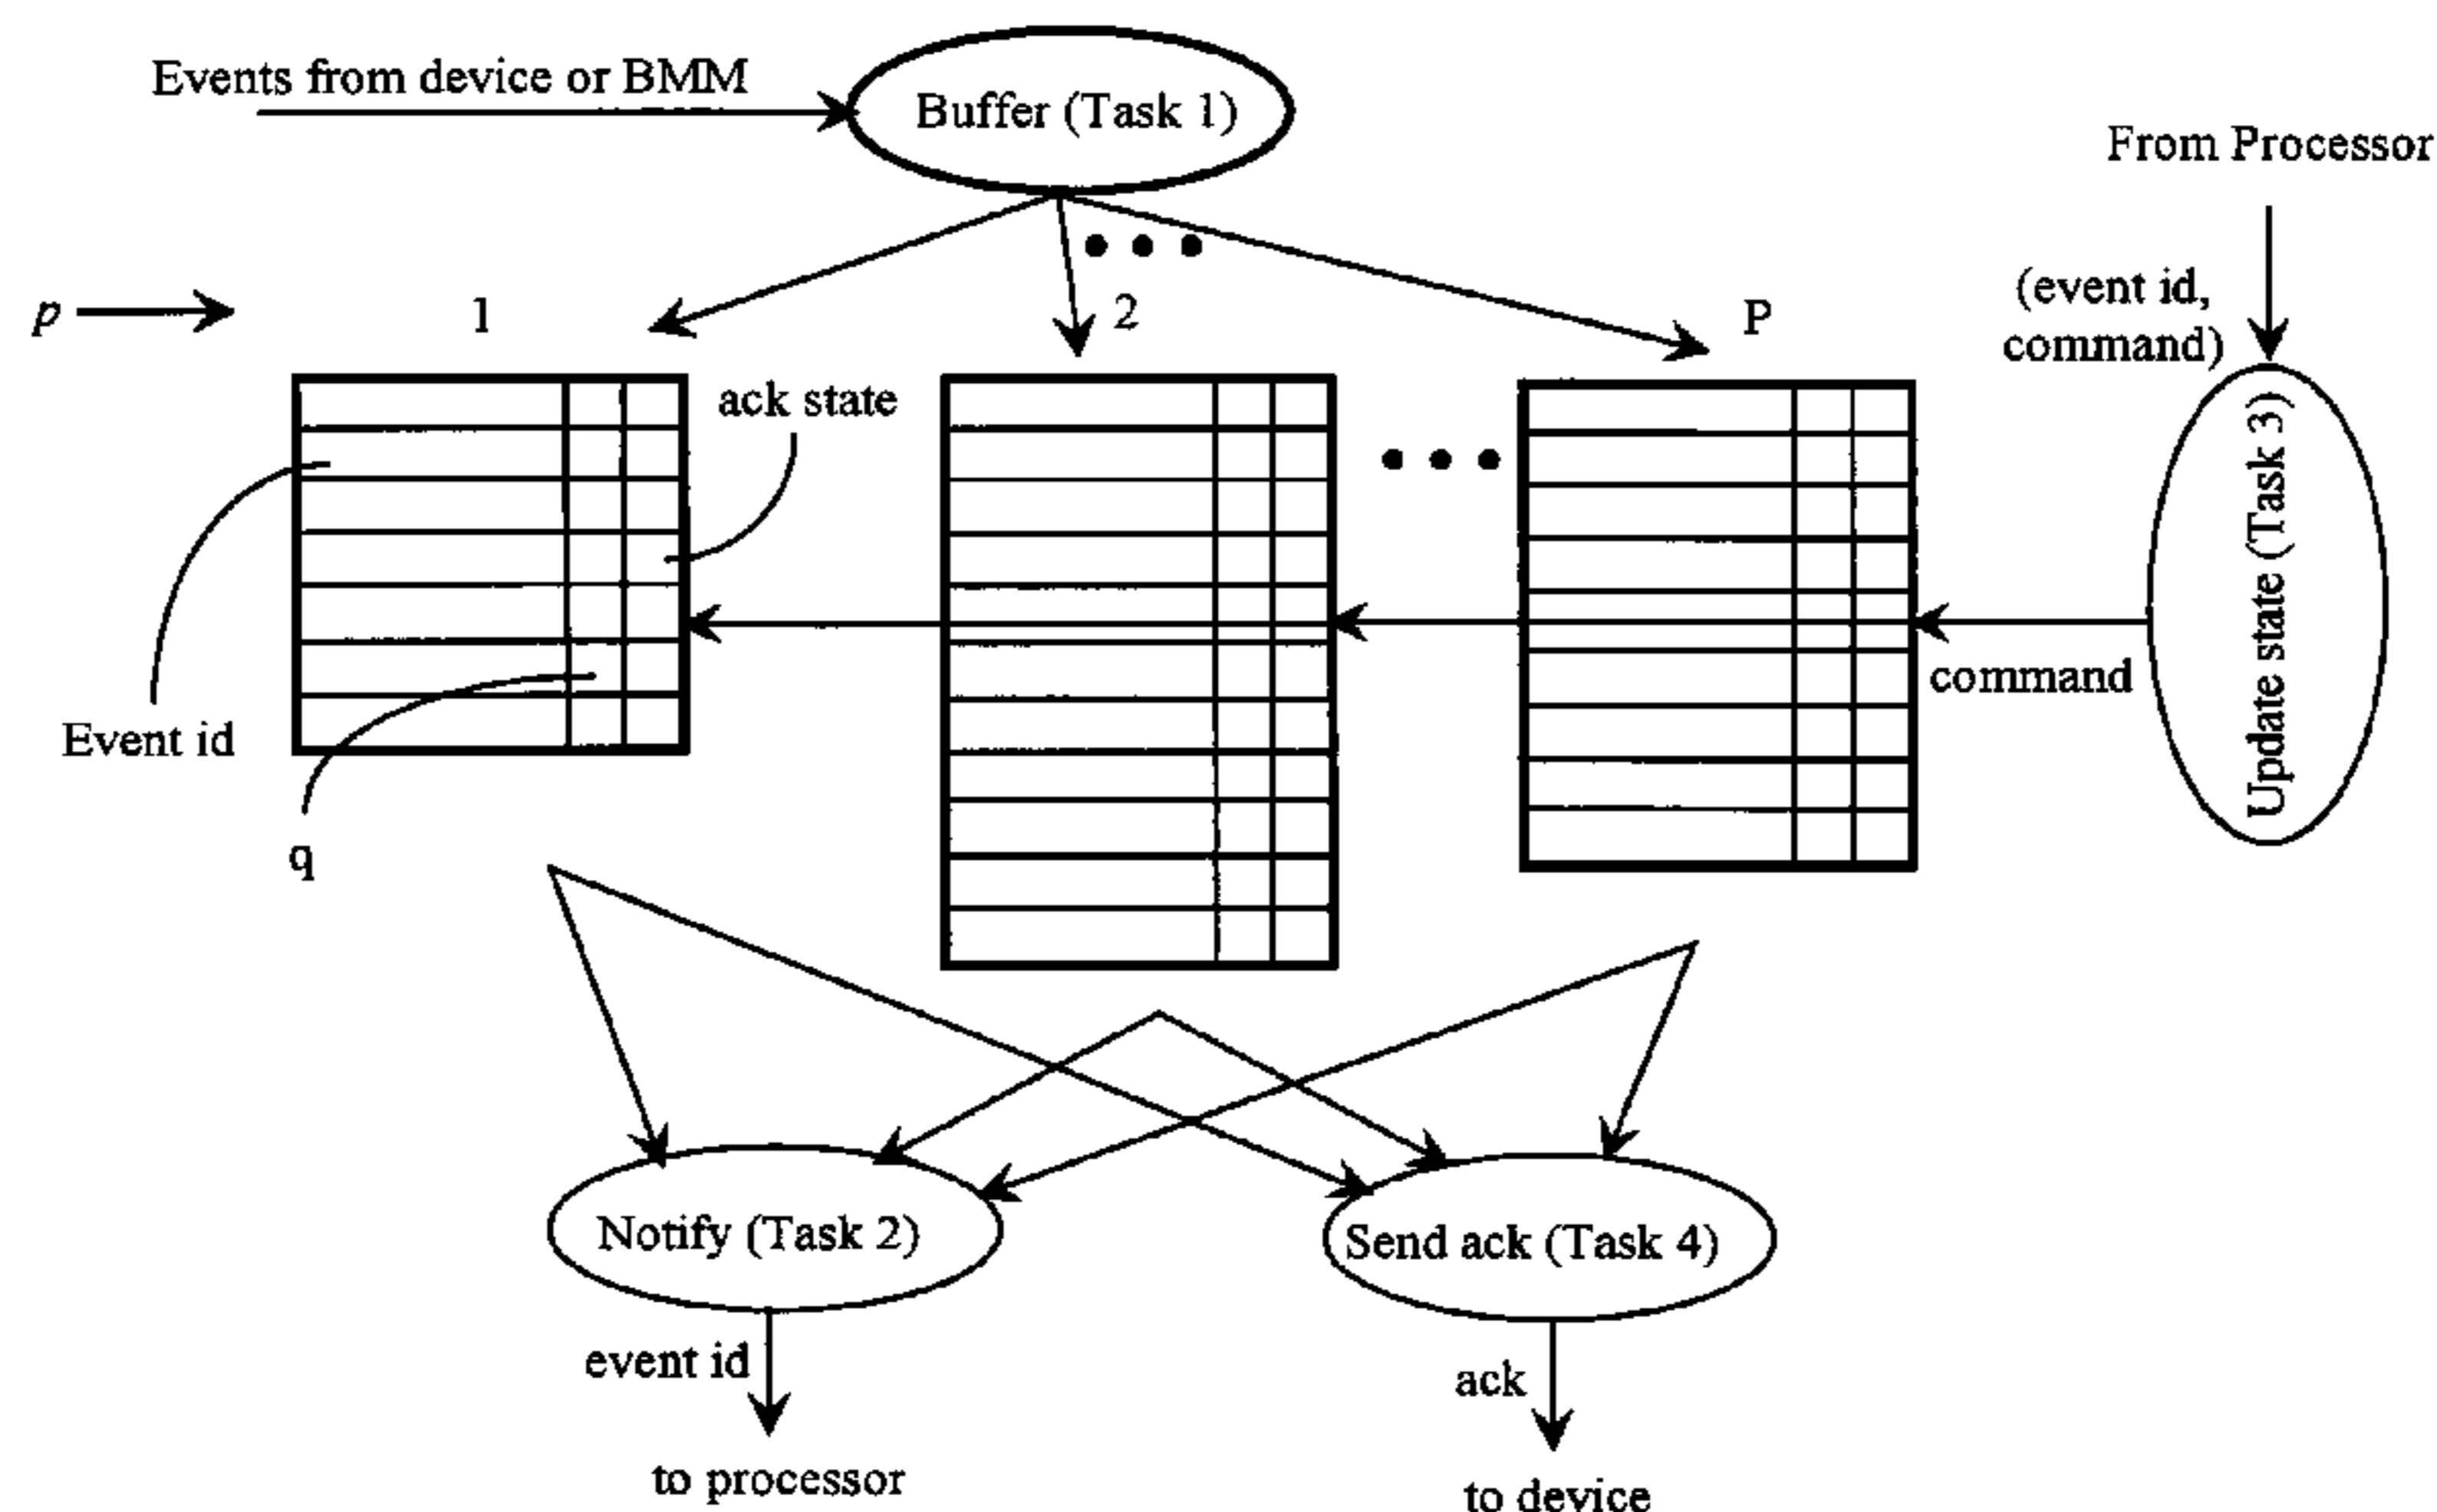 Events from device or BMM
Buffer (Task 1)
From Processor
p
1
2
P
(event id,
command)
ack state
Update state (Task 3)
command
Event id
q
Notify (Task 2)
Send ack (Task 4)
event id
ack
to processor
to device